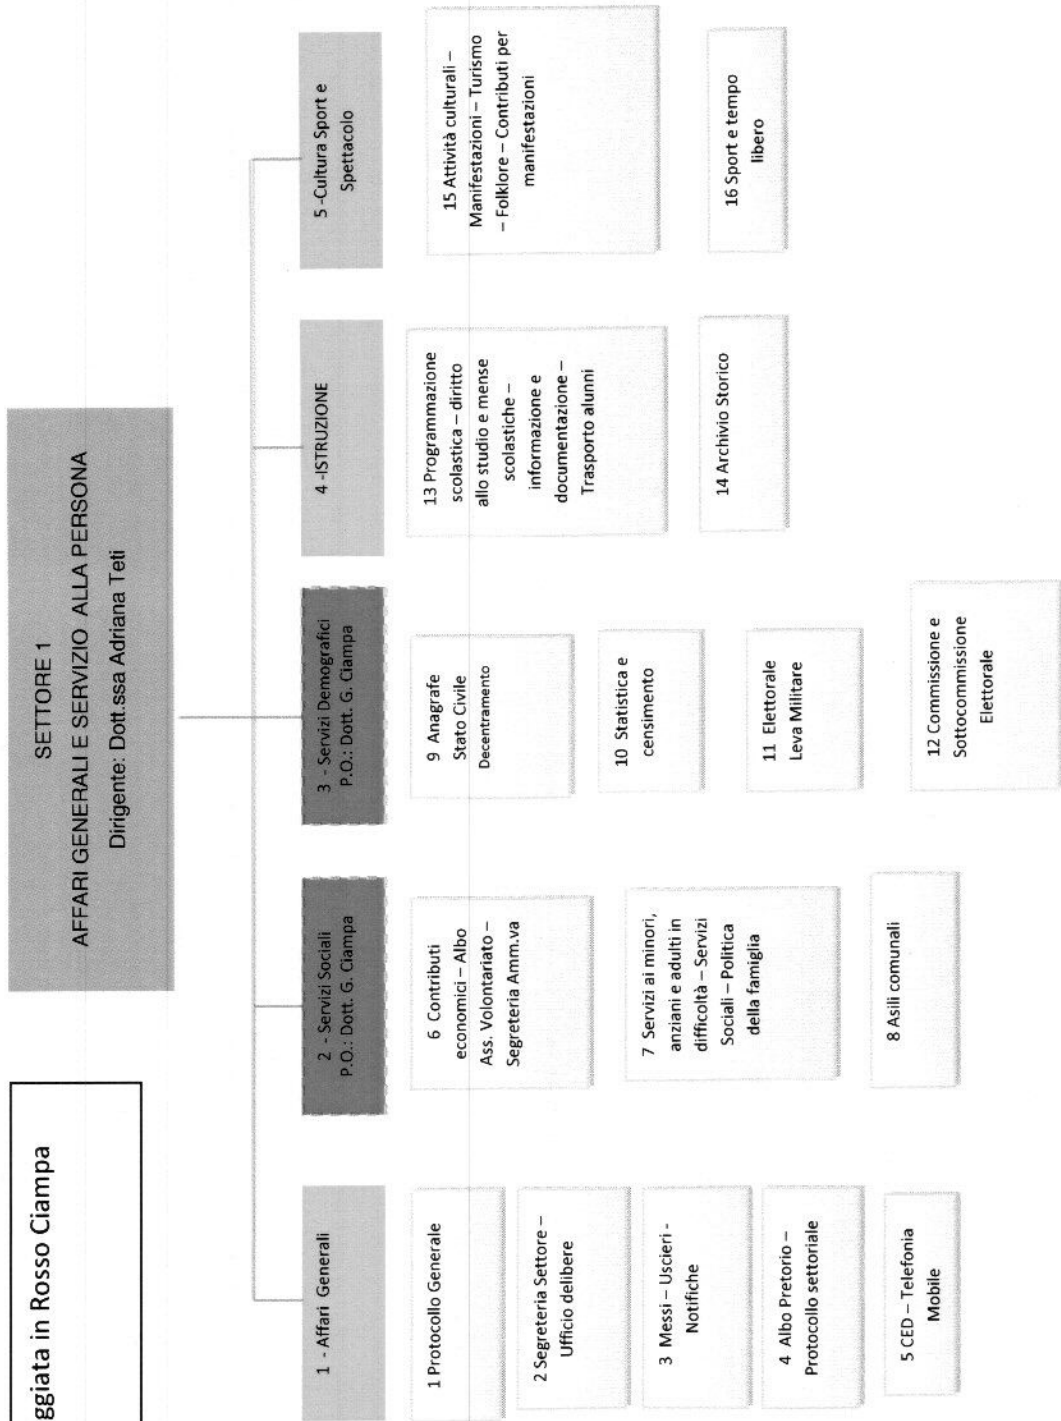 ggiata in Rosso Ciampa
SETTORE 1
AFFARI GENERALI E SERVIZIO ALLA PERSONA
Dirigente: Dott.ssa Adriana Teti
1 - Affari Generali
1 Protocollo Generale
2 Segreteria Settore –
Ufficio delibere
3 Messi – Uscieri -
Notifiche
4 Albo Pretorio –
Protocollo settoriale
5 CED – Telefonia
Mobile
2 - Servizi Sociali
P.O.: Dott. G. Ciampa
6 Contributi
economici – Albo
Ass. Volontariato –
Segreteria Amm.va
7 Servizi ai minori,
anziani e adulti in
difficoltà – Servizi
Sociali – Politica
della famiglia
8 Asili comunali
3 - Servizi Demografici
P.O.: Dott. G. Ciampa
9 Anagrafe
Stato Civile
Decentramento
10 Statistica e
censimento
11 Elettorale
Leva Militare
12 Commissione e
Sottocommissione
Elettorale
4 -ISTRUZIONE
13 Programmazione
scolastica – diritto
allo studio e mense
scolastiche –
informazione e
documentazione –
Trasporto alunni
14 Archivio Storico
5 -Cultura Sport e
Spettacolo
15 Attività culturali –
Manifestazioni – Turismo
– Folklore – Contributi per
manifestazioni
16 Sport e tempo
libero